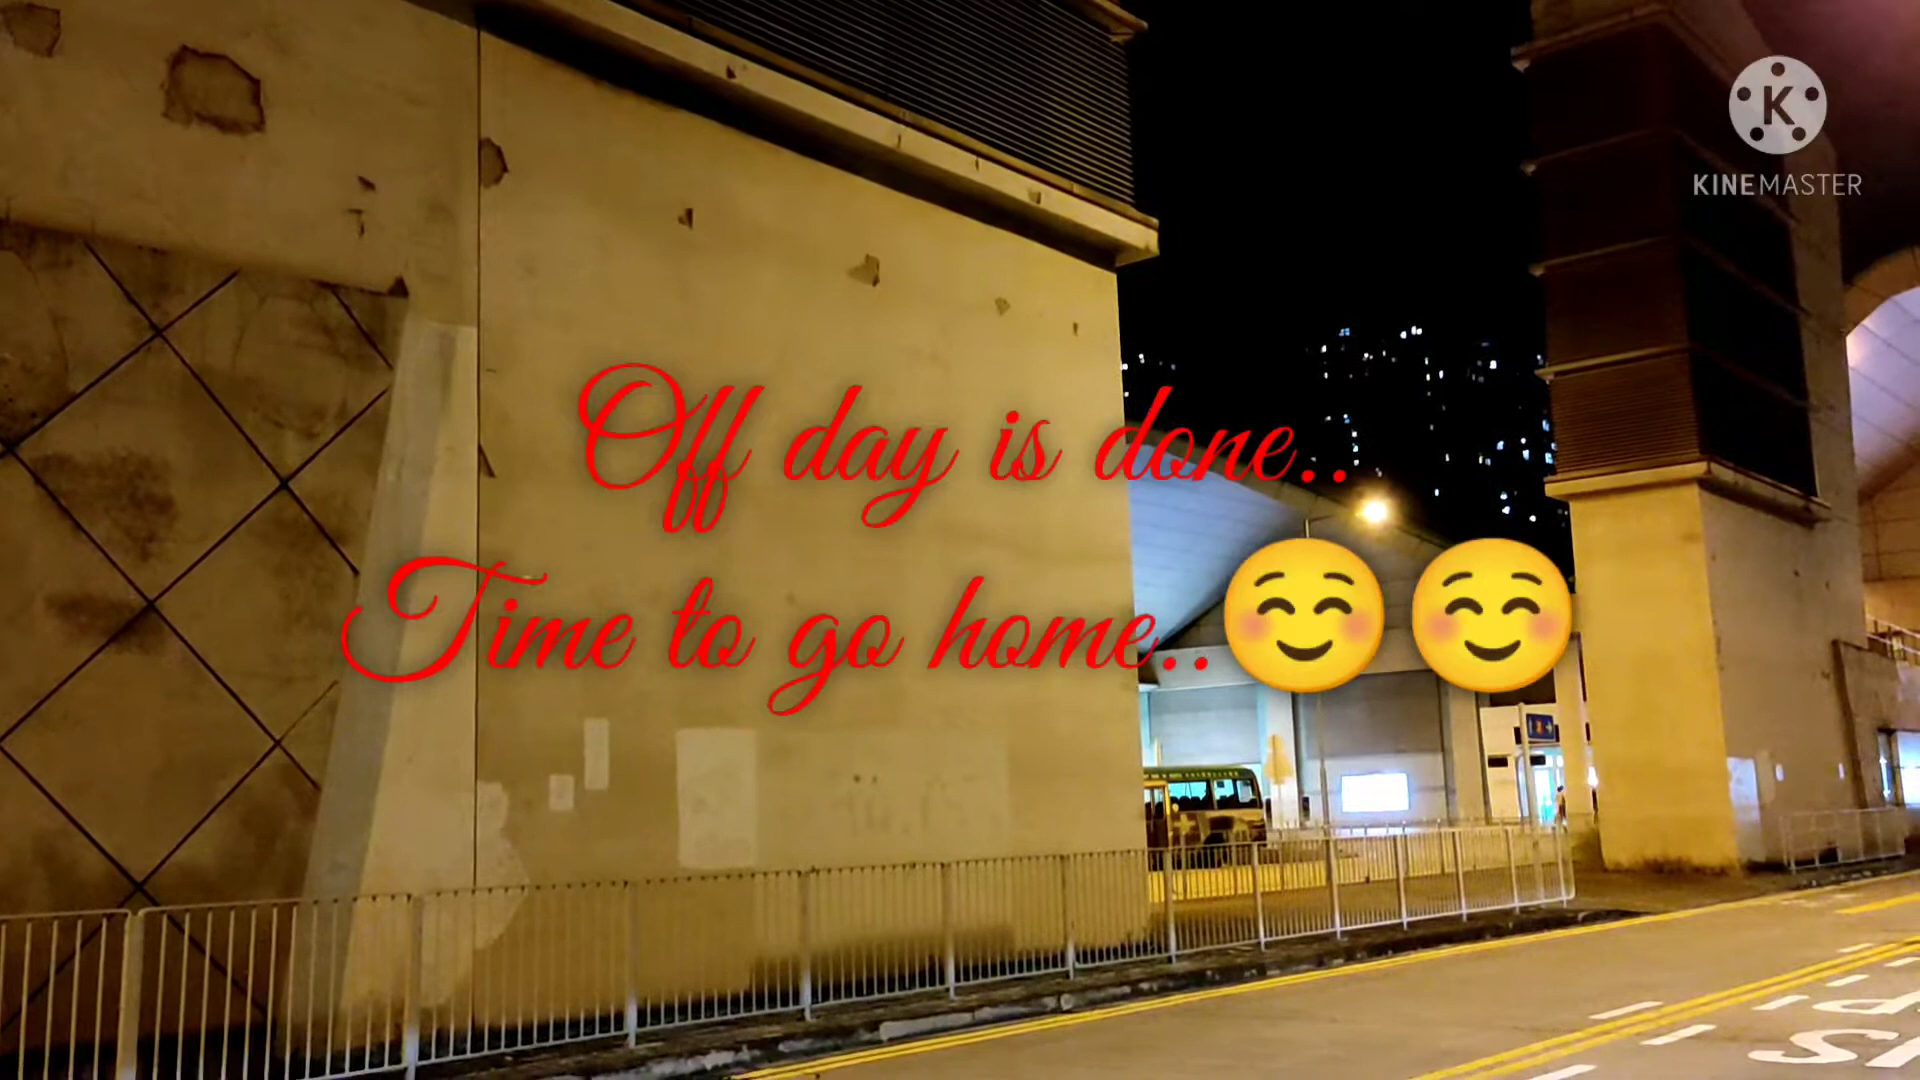 K
KINEMASTER
Off day is done..
Time to go home..☺️☺️